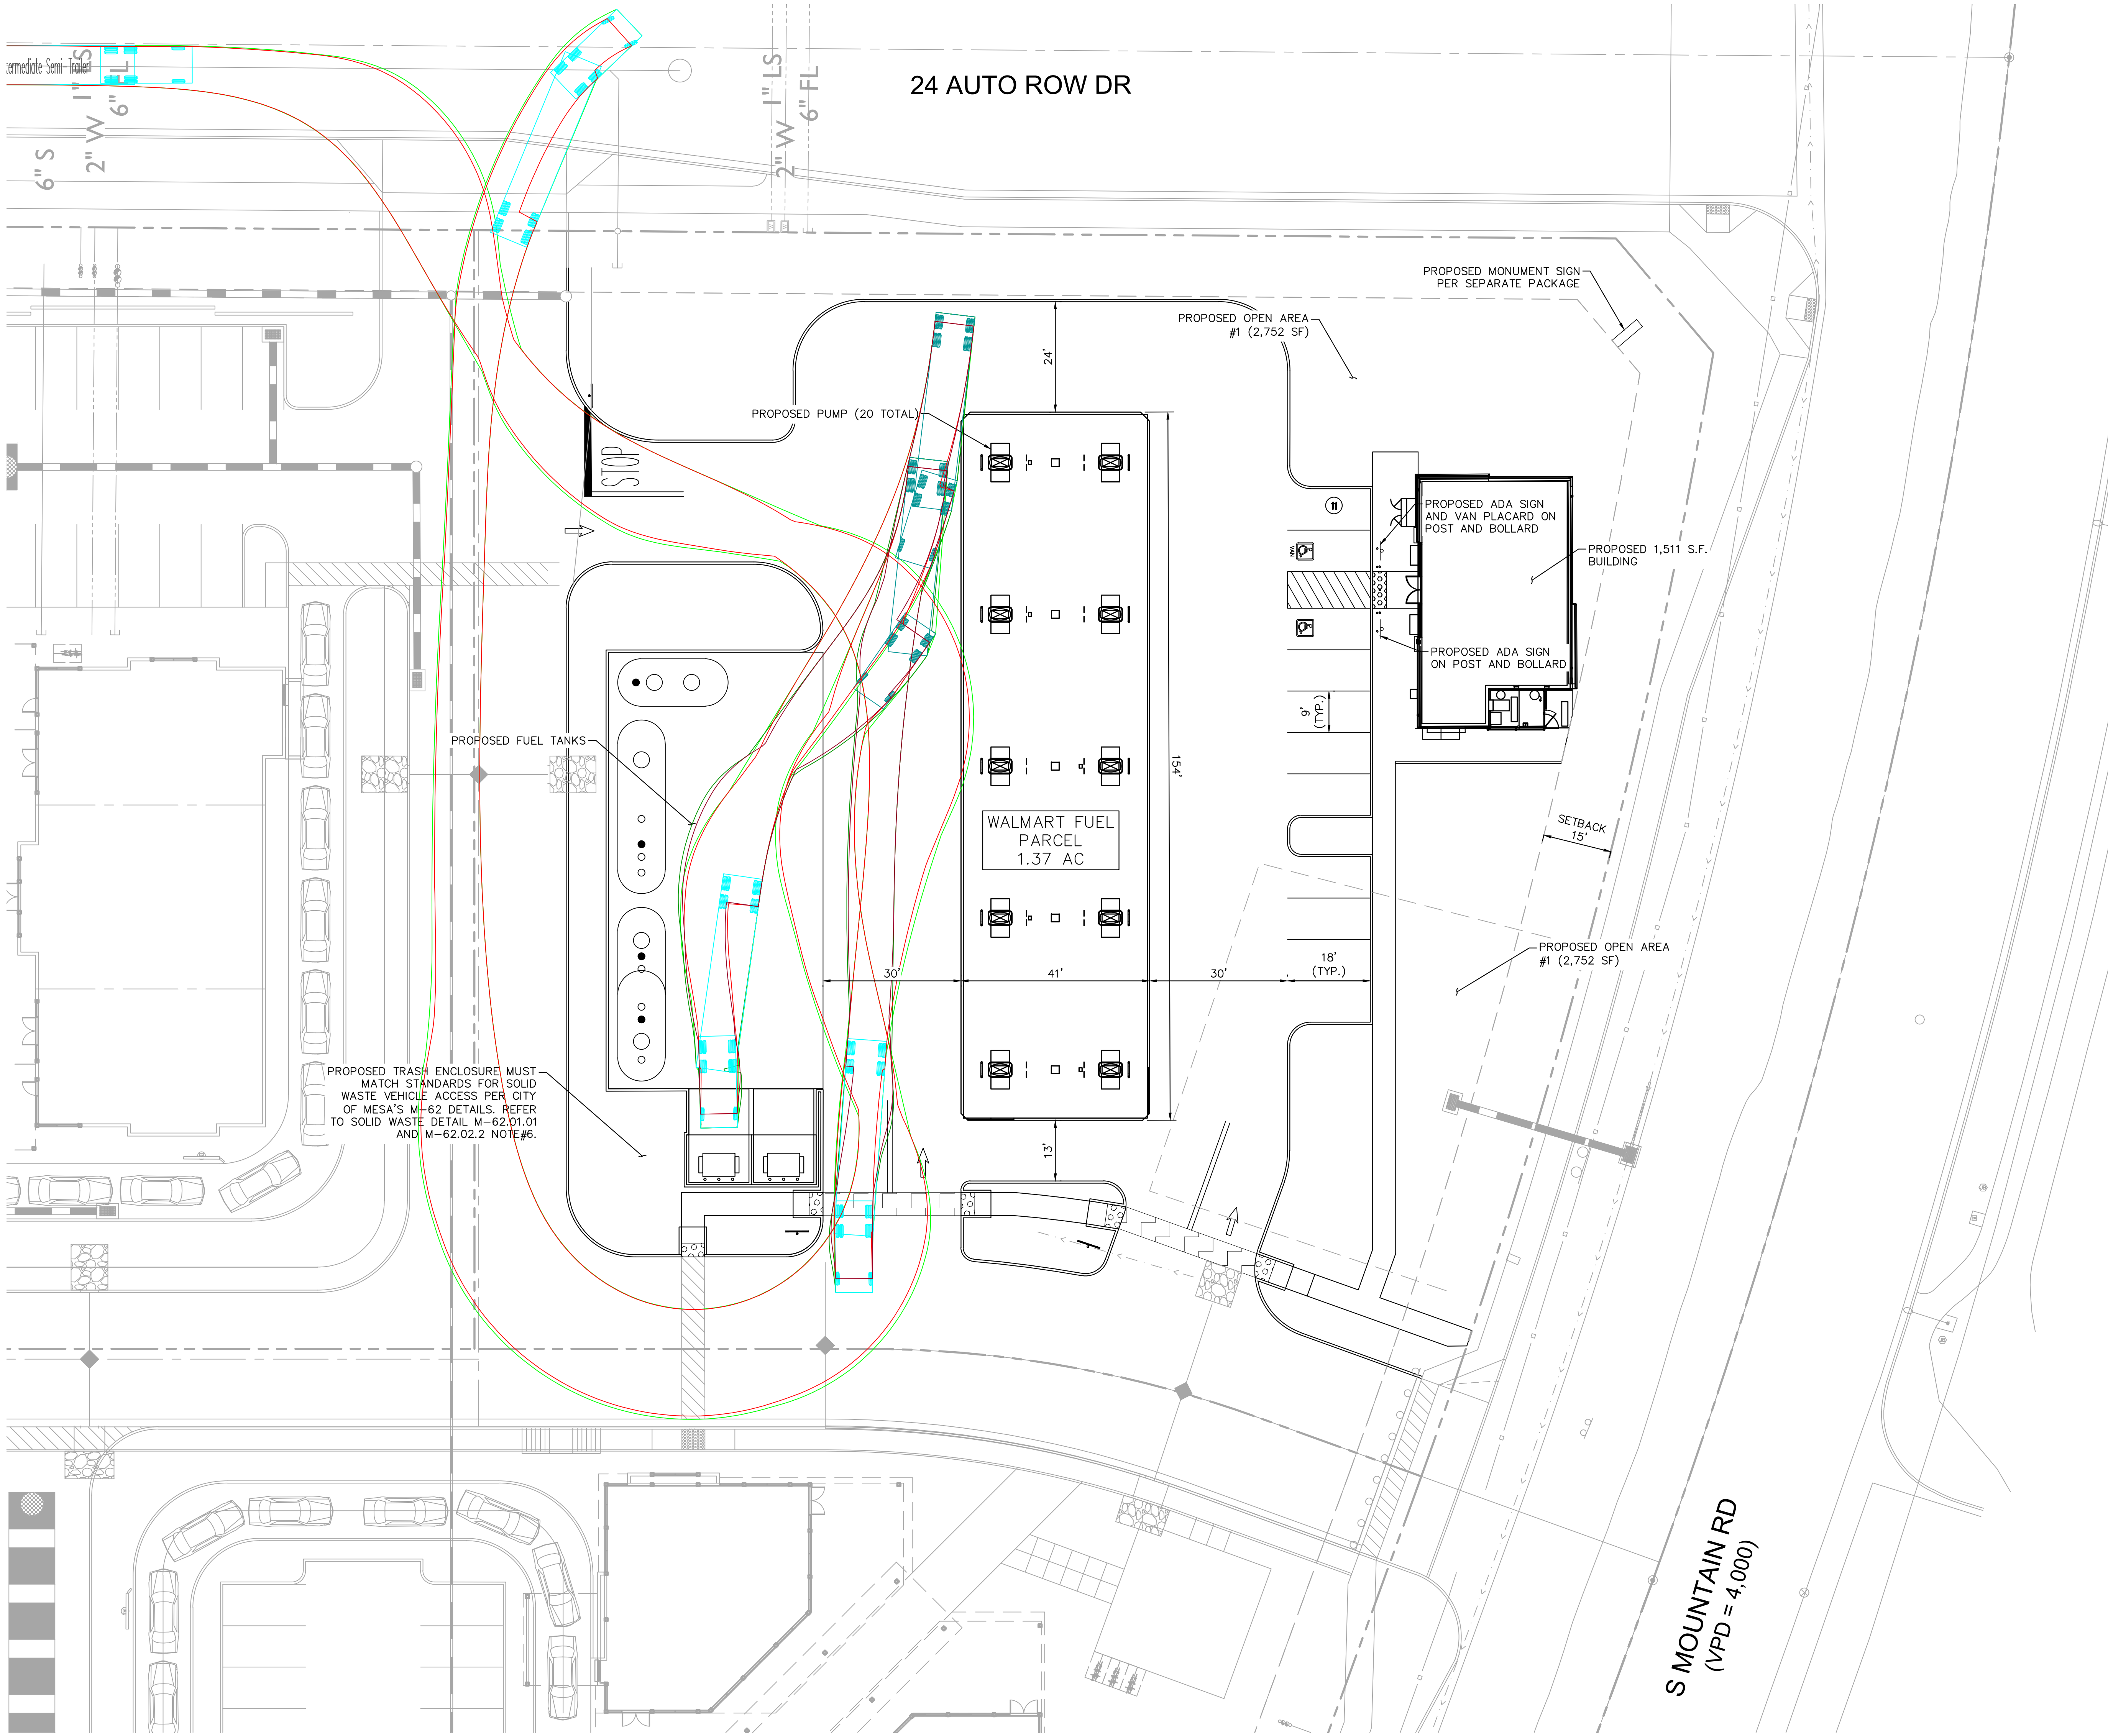 24 AUTO ROW DR
termediate Semi-Trailer
6" S
2" W
1" LS
6" FL
2" W
1" LS
6" FL
PROPOSED MONUMENT SIGN
PER SEPARATE PACKAGE
PROPOSED OPEN AREA
#1 (2,752 SF)
24'
PROPOSED PUMP (20 TOTAL)
STOP
11
PROPOSED ADA SIGN
AND VAN PLACARD ON
POST AND BOLLARD
VAN
PROPOSED 1,511 S.F.
BUILDING
PROPOSED ADA SIGN
ON POST AND BOLLARD
9'
(TYP.)
PROPOSED FUEL TANKS
154'
WALMART FUEL
PARCEL
1.37 AC
SETBACK
15'
PROPOSED OPEN AREA
#1 (2,752 SF)
30'
41'
30'
18'
(TYP.)
PROPOSED TRASH ENCLOSURE MUST
MATCH STANDARDS FOR SOLID
WASTE VEHICLE ACCESS PER CITY
OF MESA'S M-62 DETAILS. REFER
TO SOLID WASTE DETAIL M-62.01.01
AND M-62.02.2 NOTE#6.
13'
S MOUNTAIN RD
(VPD = 4,000)